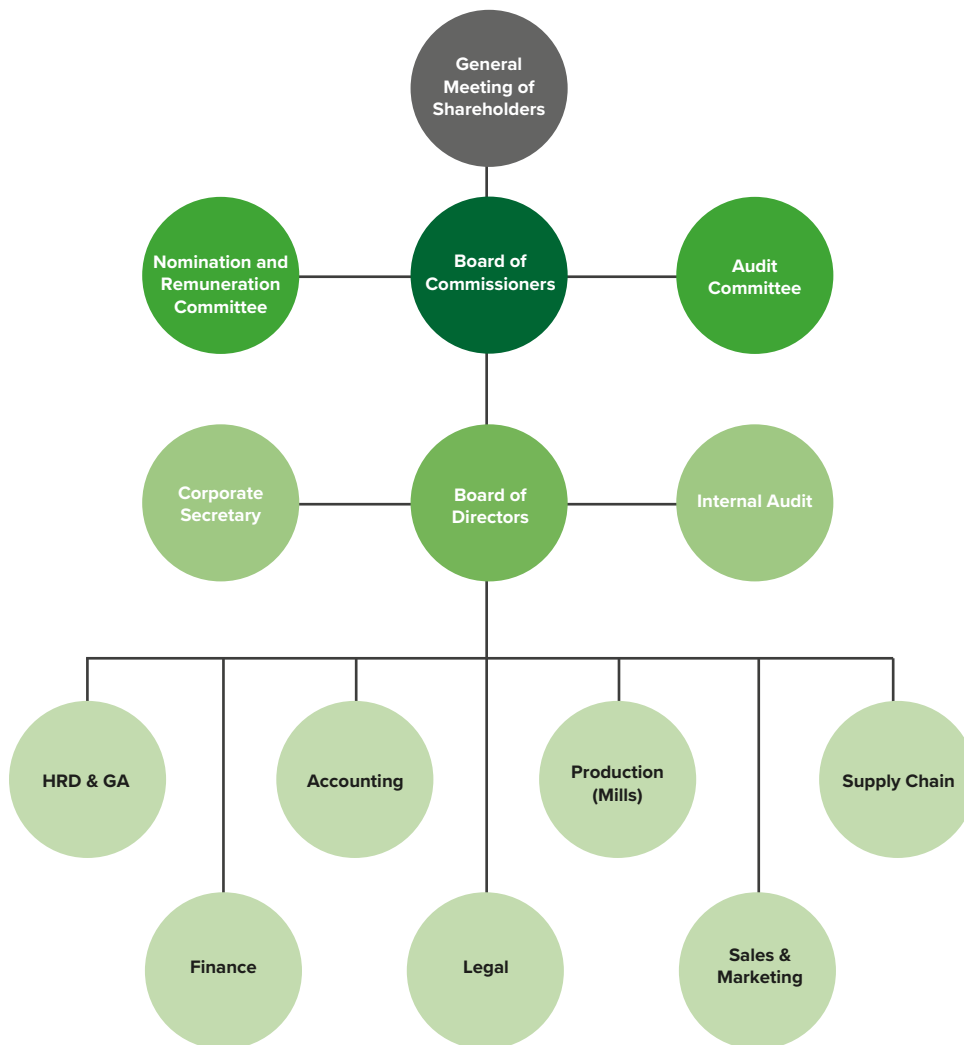 General
Meeting of
Shareholders
Nomination and
Remuneration
Committee
Board of
Commissioners
Audit
Committee
Corporate
Secretary
Board of
Directors
Internal Audit
HRD & GA
Accounting
Production
(Mills)
Supply Chain
Finance
Legal
Sales &
Marketing